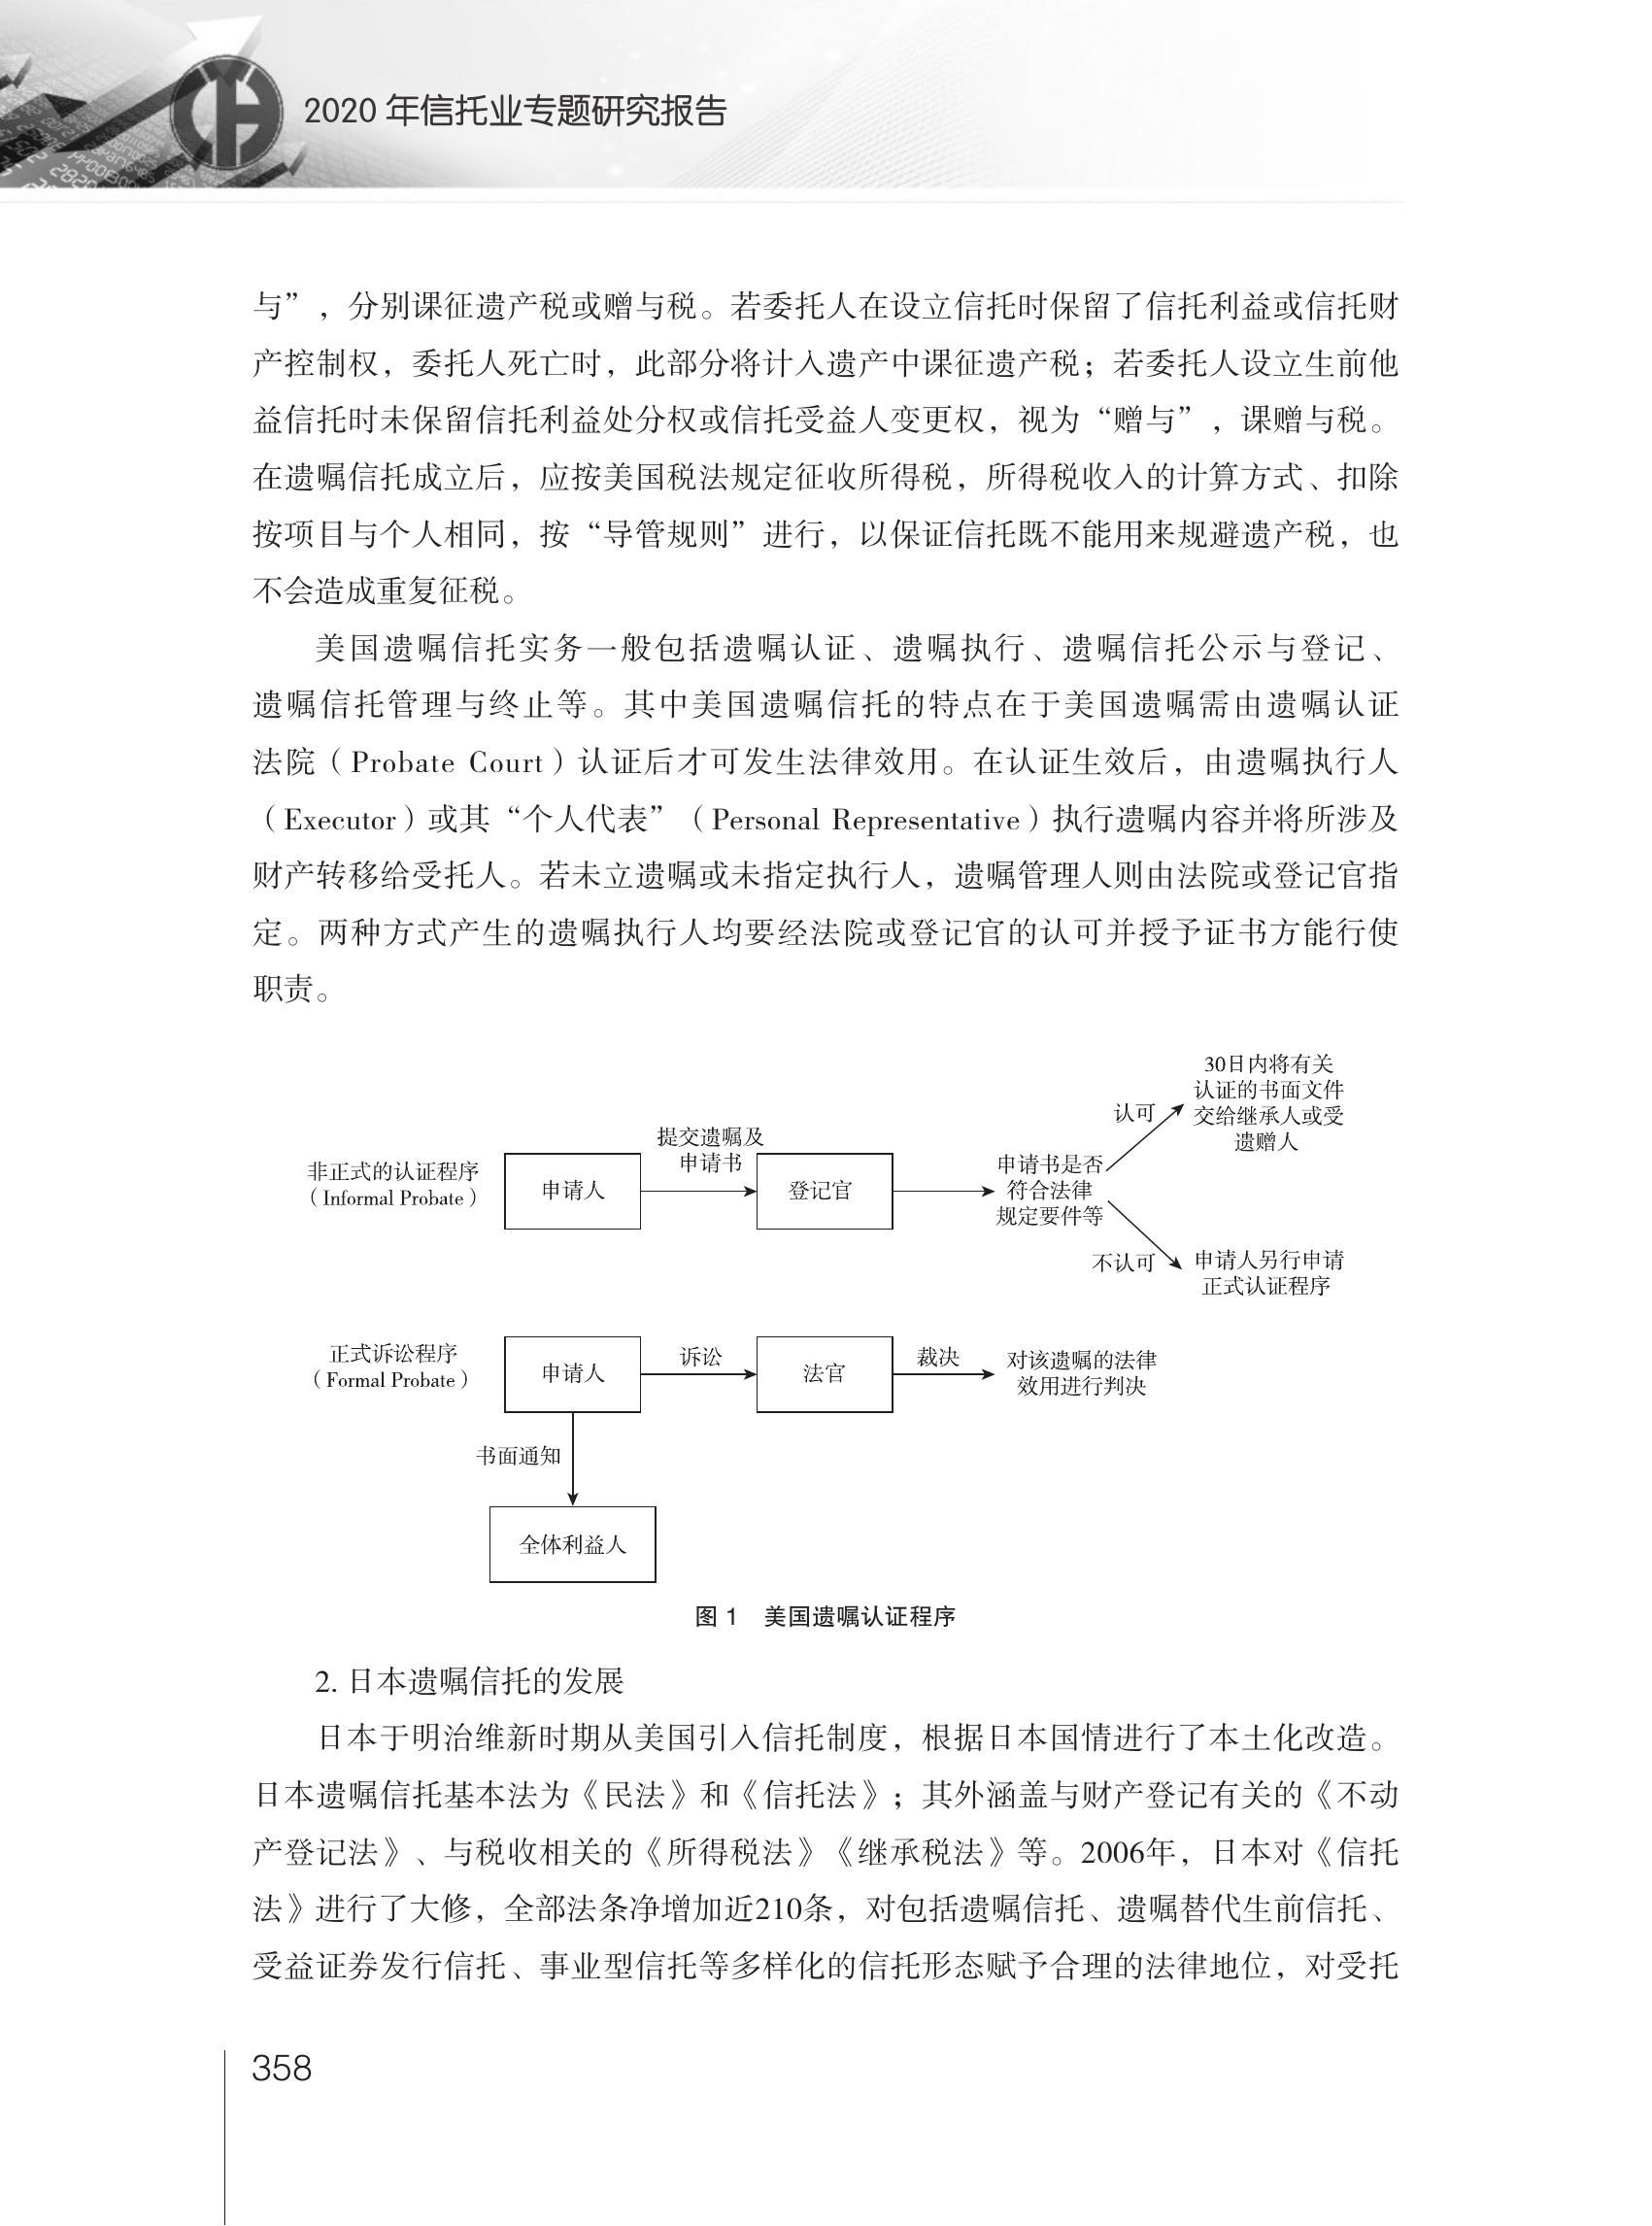 2020 年信托业专题研究报告
与”，分别课征遗产税或赠与税。若委托人在设立信托时保留了信托利益或信托财
产控制权，委托人死亡时，此部分将计入遗产中课征遗产税；若委托人设立生前他
益信托时未保留信托利益处分权或信托受益人变更权，视为“赠与”，课赠与税。
在遗嘱信托成立后，应按美国税法规定征收所得税，所得税收入的计算方式、扣除
按项目与个人相同，按“导管规则”进行，以保证信托既不能用来规避遗产税，也
不会造成重复征税。
美国遗嘱信托实务一般包括遗嘱认证、遗嘱执行、遗嘱信托公示与登记、
遗嘱信托管理与终止等。其中美国遗嘱信托的特点在于美国遗嘱需由遗嘱认证
法院（Probate Court）认证后才可发生法律效用。在认证生效后，由遗嘱执行人
（Executor）或其“个人代表”（Personal Representative）执行遗嘱内容并将所涉及
财产转移给受托人。若未立遗嘱或未指定执行人，遗嘱管理人则由法院或登记官指
定。两种方式产生的遗嘱执行人均要经法院或登记官的认可并授予证书方能行使
职责。
非正式的认证程序
（Informal Probate）
申请人
提交遗嘱及
申请书
登记官
申请书是否
符合法律
规定要件等
认可
30日内将有关
认证的书面文件
交给继承人或受
遗赠人
不认可
申请人另行申请
正式认证程序
正式诉讼程序
（Formal Probate）
申请人
诉讼
法官
裁决
对该遗嘱的法律
效用进行判决
书面通知
全体利益人
图 1　美国遗嘱认证程序
2. 日本遗嘱信托的发展
日本于明治维新时期从美国引入信托制度，根据日本国情进行了本土化改造。
日本遗嘱信托基本法为《民法》和《信托法》；其外涵盖与财产登记有关的《不动
产登记法》、与税收相关的《所得税法》《继承税法》等。2006年，日本对《信托
法》进行了大修，全部法条净增加近210条，对包括遗嘱信托、遗嘱替代生前信托、
受益证券发行信托、事业型信托等多样化的信托形态赋予合理的法律地位，对受托
358